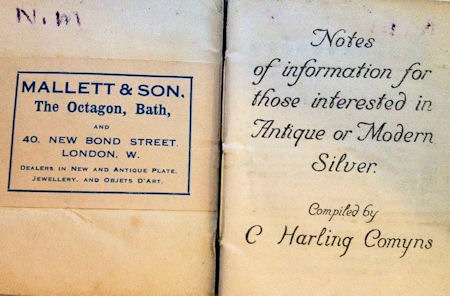 N. M
MALLETT & SON.
The Octagon, Bath,
AND
40. NEW BOND STREET.
LONDON, W.
DEALERS IN NEW AND ANTIQUE PLATE.
JEWELLERY. AND OBJETS D'ART.
Notes
of information for
those interested in
Antique or Modern
Silver.
Compiled by
C Harling Comyns